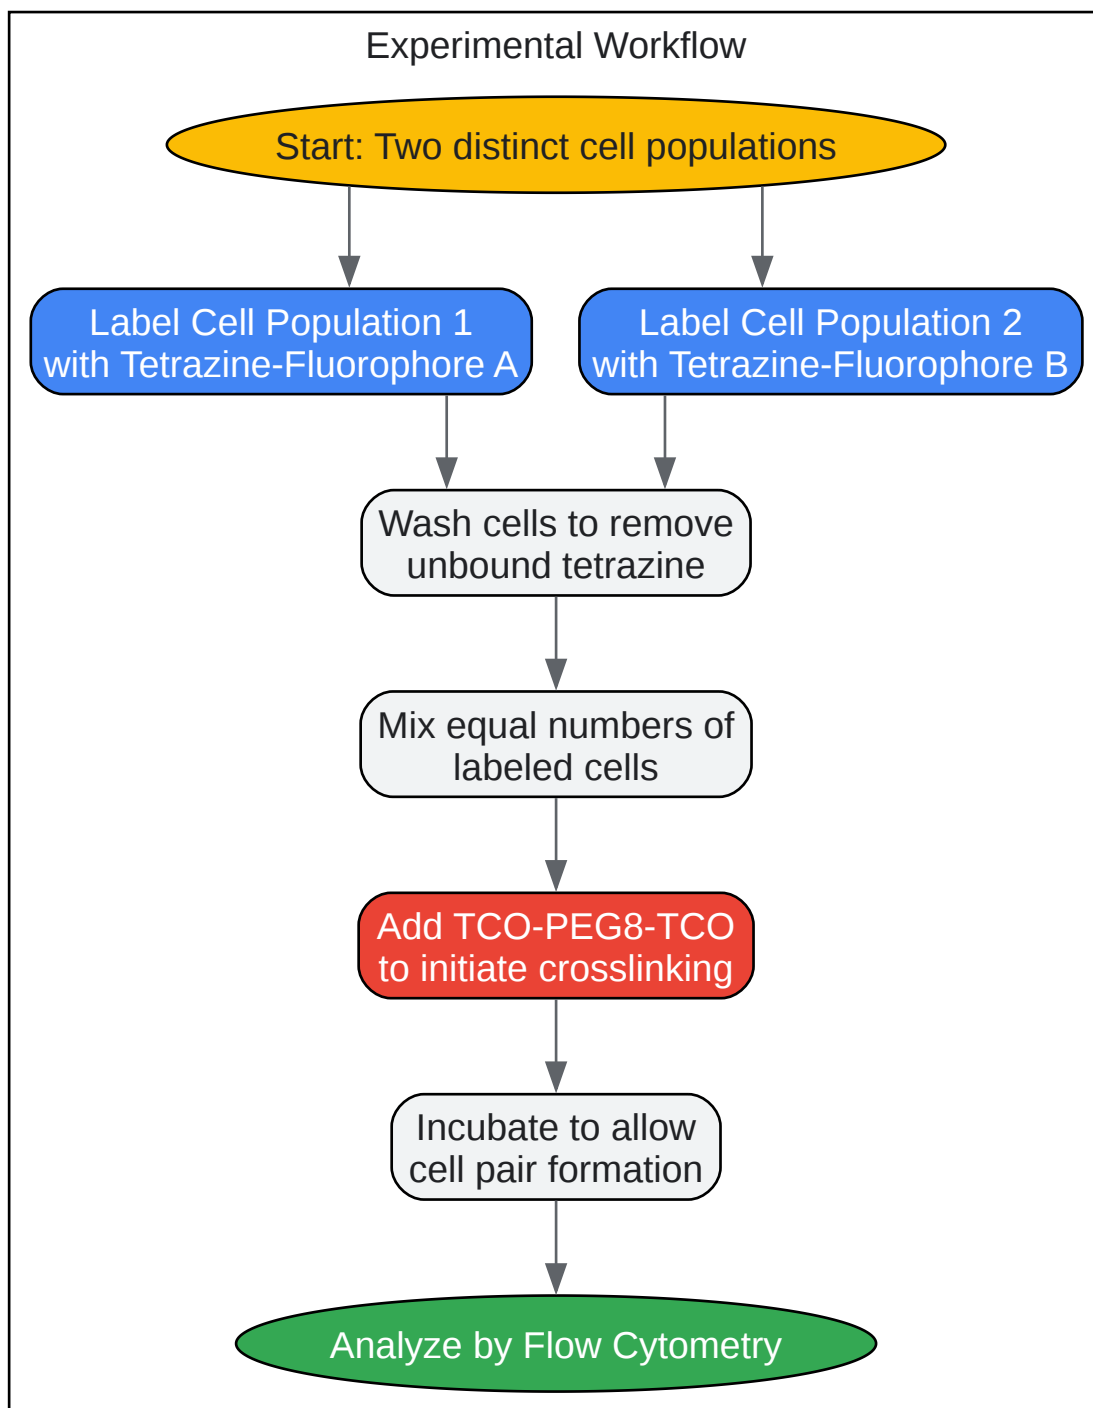 Experimental Workflow
Start: Two distinct cell populations
Label Cell Population 1
with Tetrazine-Fluorophore A
Label Cell Population 2
with Tetrazine-Fluorophore B
Wash cells to remove
unbound tetrazine
Mix equal numbers of
labeled cells
Add TCO-PEG8-TCO
to initiate crosslinking
Incubate to allow
cell pair formation
Analyze by Flow Cytometry